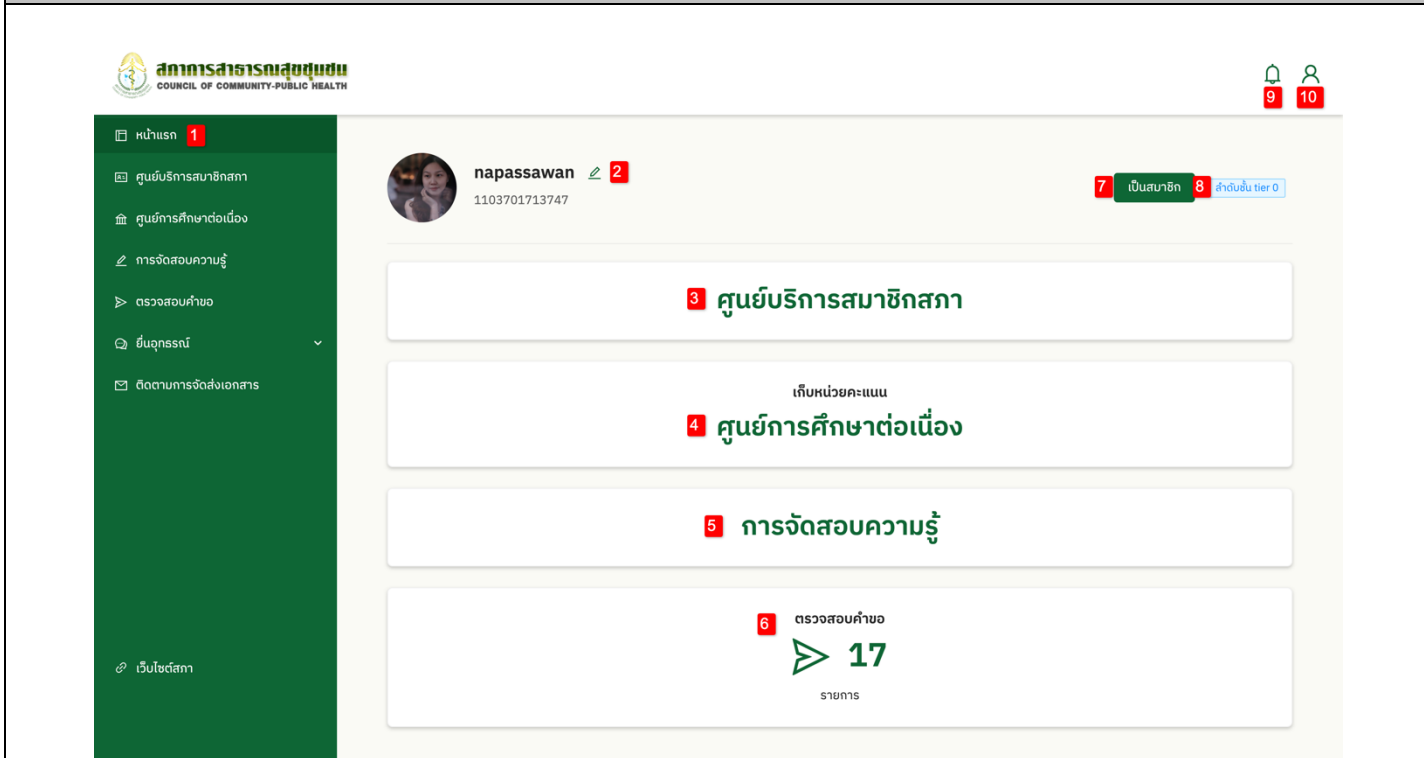 สภาการสาธารณสุขชุมชน
COUNCIL OF COMMUNITY-PUBLIC HEALTH
9 10
หน้าแรก 1
ศูนย์บริการสมาชิกสภา
ศูนย์การศึกษาต่อเนื่อง
การจัดสอบความรู้
ตรวจสอบคำขอ
ยื่นอุทธรณ์
ติดตามการจัดส่งเอกสาร
เว็บไซต์สภา
napassawan 2
1103701713747
7 เป็นสมาชิก 8 ลำดับชั้น tier 0
3 ศูนย์บริการสมาชิกสภา
เก็บหน่วยคะแนน
4 ศูนย์การศึกษาต่อเนื่อง
5 การจัดสอบความรู้
6 ตรวจสอบคำขอ
17
รายการ